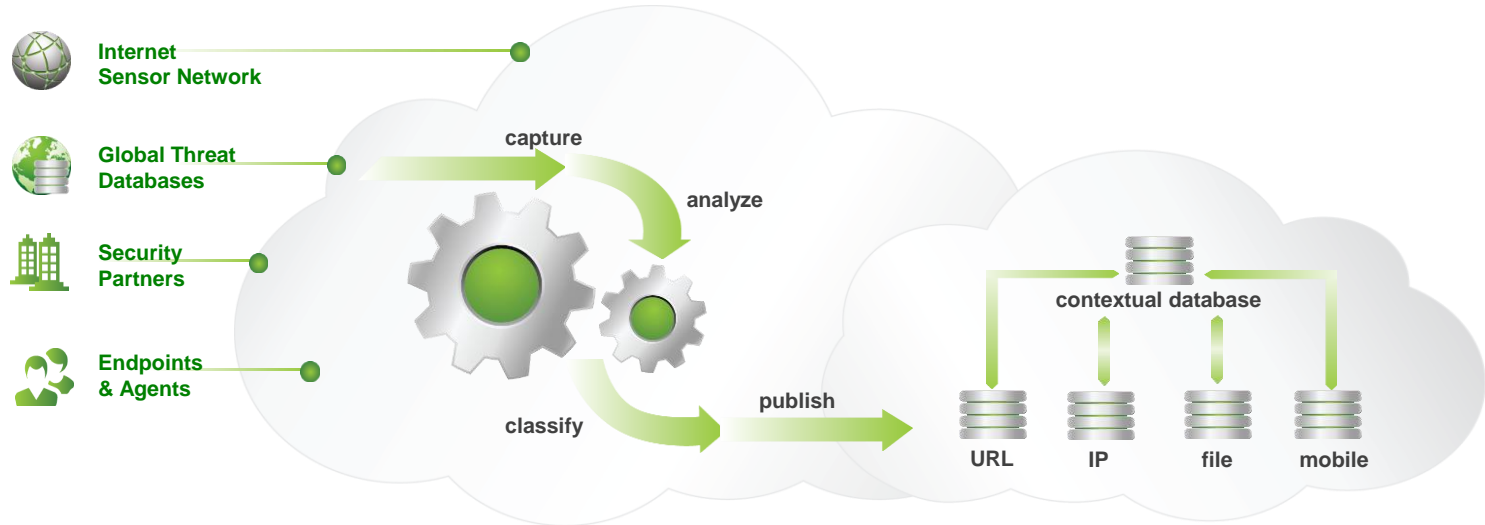 Internet
Sensor Network
Global Threat
Databases
Security
Partners
Endpoints
& Agents
capture
analyze
classify
publish
contextual database
URL
IP
file
mobile